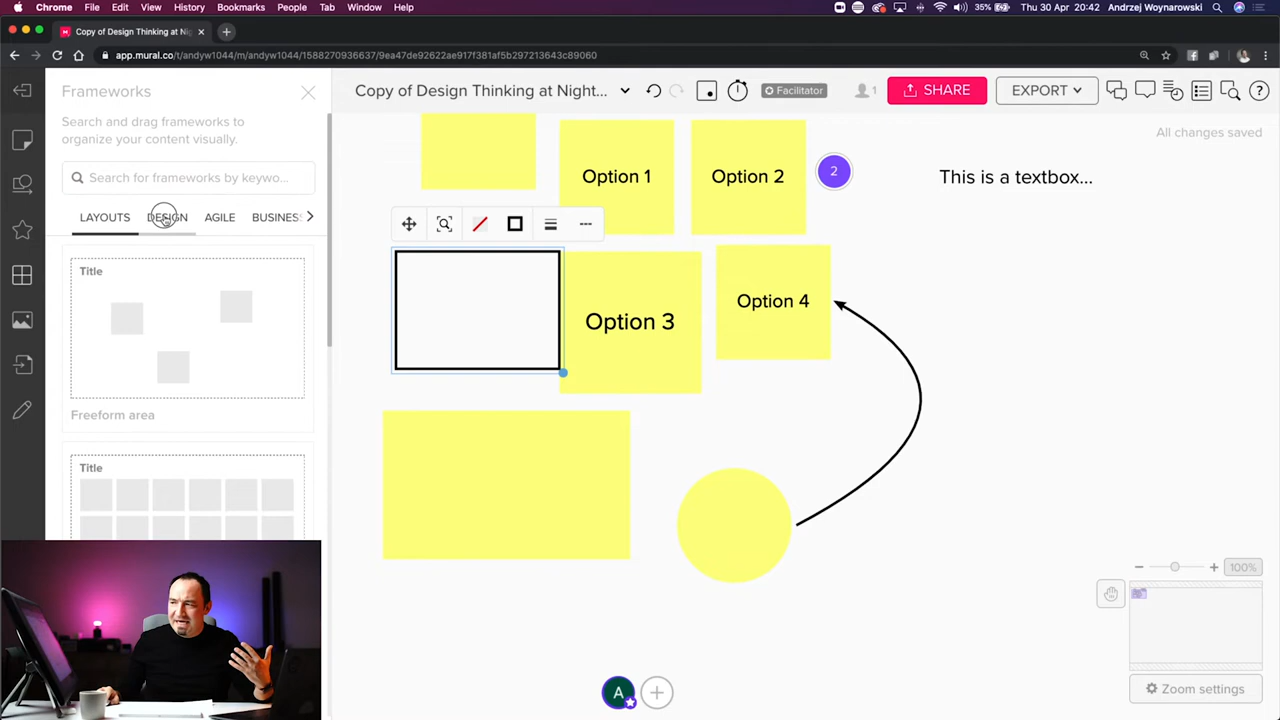 Chrome File Edit View History Bookmarks People Tab Window Help
35% Thu 30 Apr 20:42 Andrzej Woynarowski
Copy of Design Thinking at Nig
app.mural.co/t/andyw1044/m/andyw1044/1588270936637/9ea47de92622ae917f381af5b297213643c89060
Frameworks
Search and drag frameworks to
organize your content visually.
Search for frameworks by keywo...
LAYOUTS DESIGN AGILE BUSINES
Title
Freeform area
Title
Copy of Design Thinking at Night...
Facilitator
1
SHARE
EXPORT
All changes saved
Option 1
Option 2
2
This is a textbox...
Option 3
Option 4
100%
A
Zoom settings